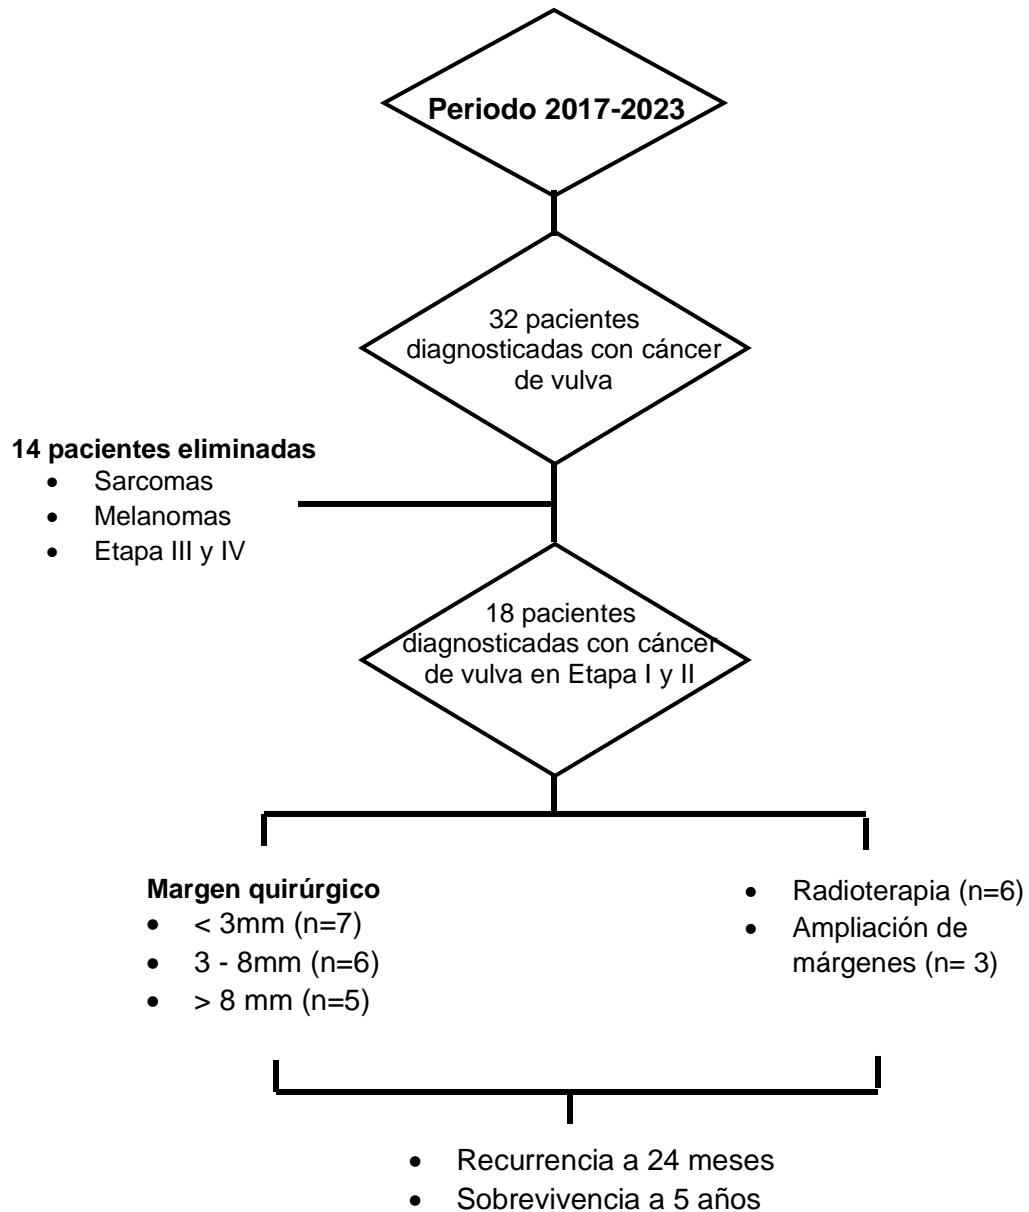 Periodo 2017-2023
32 pacientes
diagnosticadas con cáncer
de vulva
14 pacientes eliminadas
• Sarcomas
• Melanomas
• Etapa III y IV
18 pacientes
diagnosticadas con cáncer
de vulva en Etapa I y II
Margen quirúrgico
• < 3mm (n=7)
• 3 - 8mm (n=6)
• > 8 mm (n=5)
• Radioterapia (n=6)
• Ampliación de
márgenes (n= 3)
• Recurrencia a 24 meses
• Sobrevivencia a 5 años